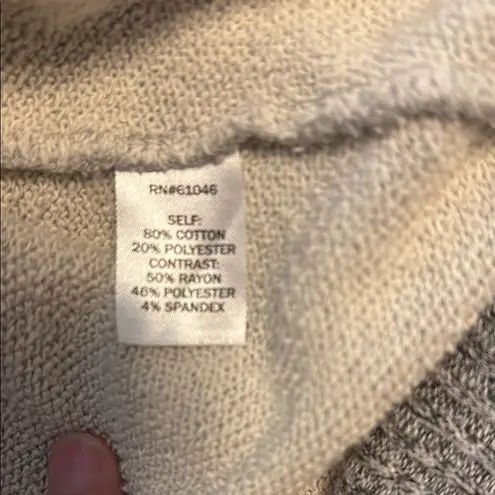 RN#61046
SELF:
80% COTTON
20% POLYESTER
CONTRAST:
50% RAYON
46% POLYESTER
4% SPANDEX